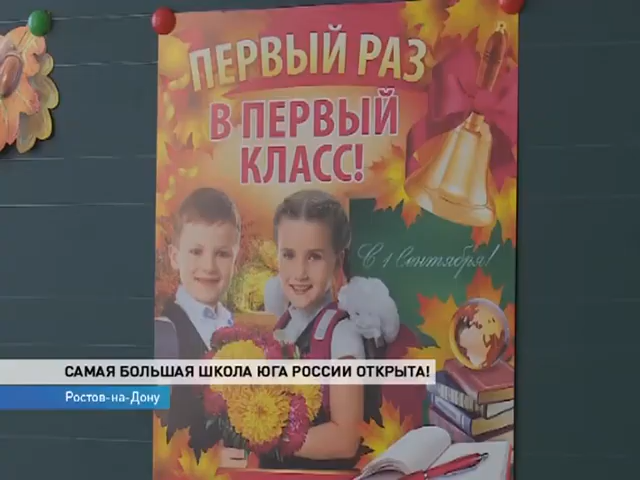 ПЕРВЫЙ РАЗ
В ПЕРВЫЙ
КЛАСС!
С 1 Сентября!
САМАЯ БОЛЬШАЯ ШКОЛА ЮГА РОССИИ ОТКРЫТА!
Ростов-на-Дону